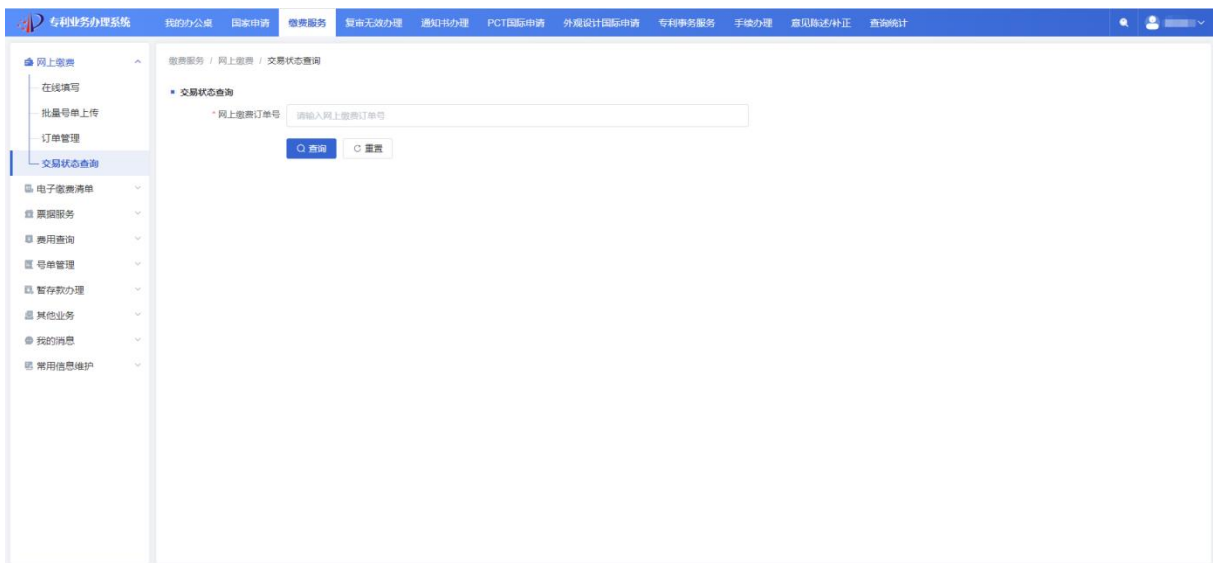 专利业务办理系统
我的办公桌 国家申请 缴费服务 复审无效办理 通知书办理 PCT国际申请 外观设计国际申请 专利事务服务 手续办理 意见陈述/补正 查询统计
网上缴费
在线填写
批量号单上传
订单管理
交易状态查询
电子缴费清单
票据服务
费用查询
号单管理
暂存款办理
其他业务
我的消息
常用信息维护
缴费服务 / 网上缴费 / 交易状态查询
交易状态查询
* 网上缴费订单号 请输入网上缴费订单号
查询 重置